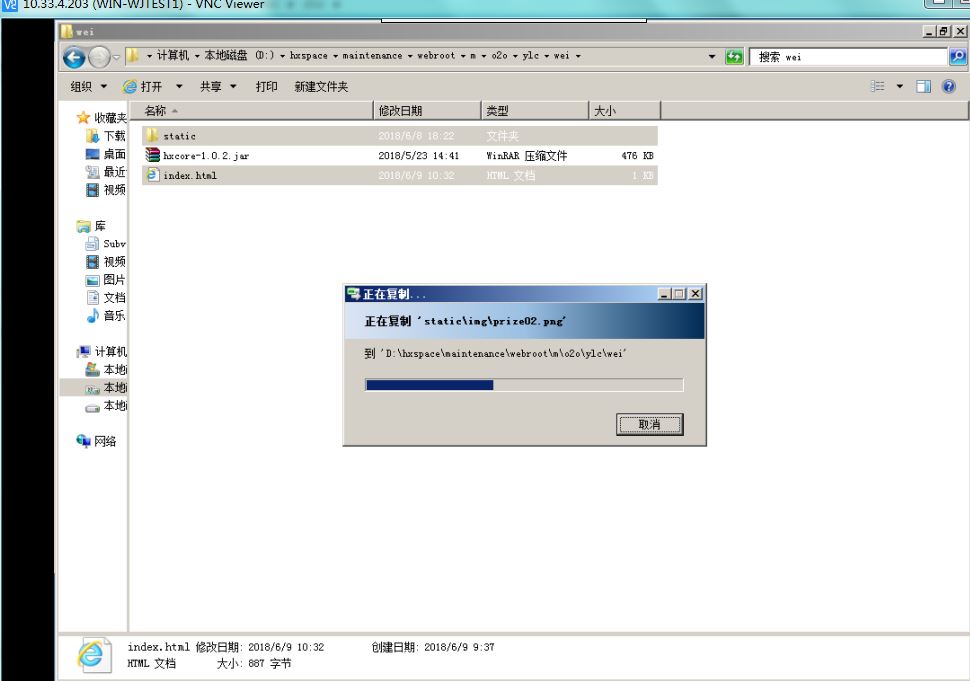 10.33.4.203 (WIN-WJTEST1) - VNC Viewer
wei
计算机 本地磁盘 (D:) hxspace maintenance webroot m o2o ylc wei
搜索 wei
组织 打开 共享 打印 新建文件夹
名称 修改日期 类型 大小
static 2018/6/8 18:22 文件夹
hxcore-1.0.2.jar 2018/5/23 14:41 WinRAR 压缩文件 476 KB
index.html 2018/6/9 10:32 HTML 文档 1 KB
收藏夹
下载
桌面
最近
视频
库
Subv
视频
图片
文档
音乐
计算机
本地
本地
本地
网络
正在复制...
正在复制 'static\img\prize02.png'
到 'D:\hxspace\maintenance\webroot\m\o2o\ylc\wei'
取消
index.html 修改日期: 2018/6/9 10:32 创建日期: 2018/6/9 9:37
HTML 文档 大小: 887 字节